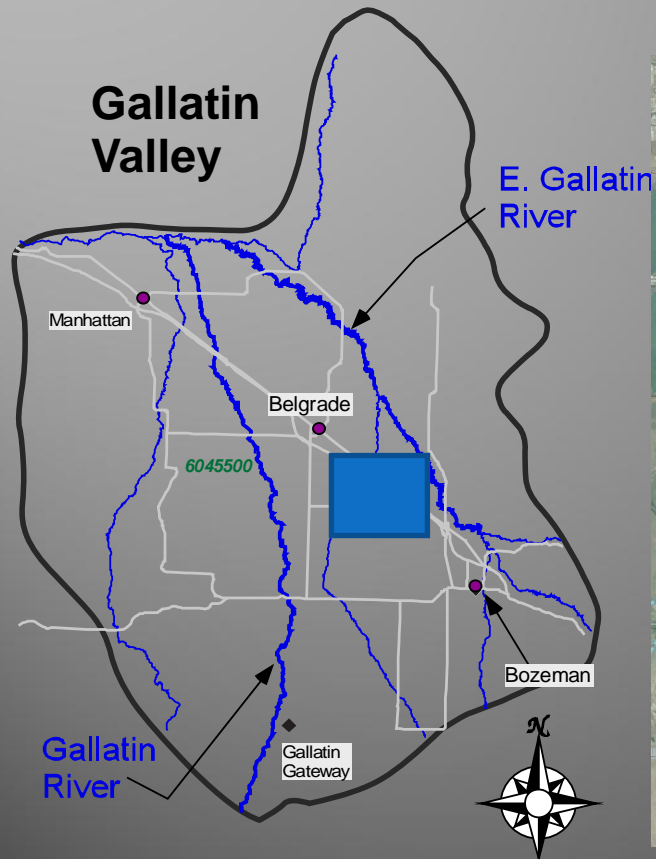 Gallatin
Valley
E. Gallatin
River
Manhattan
Belgrade
6045500
Bozeman
Gallatin
River
Gallatin
Gateway
N